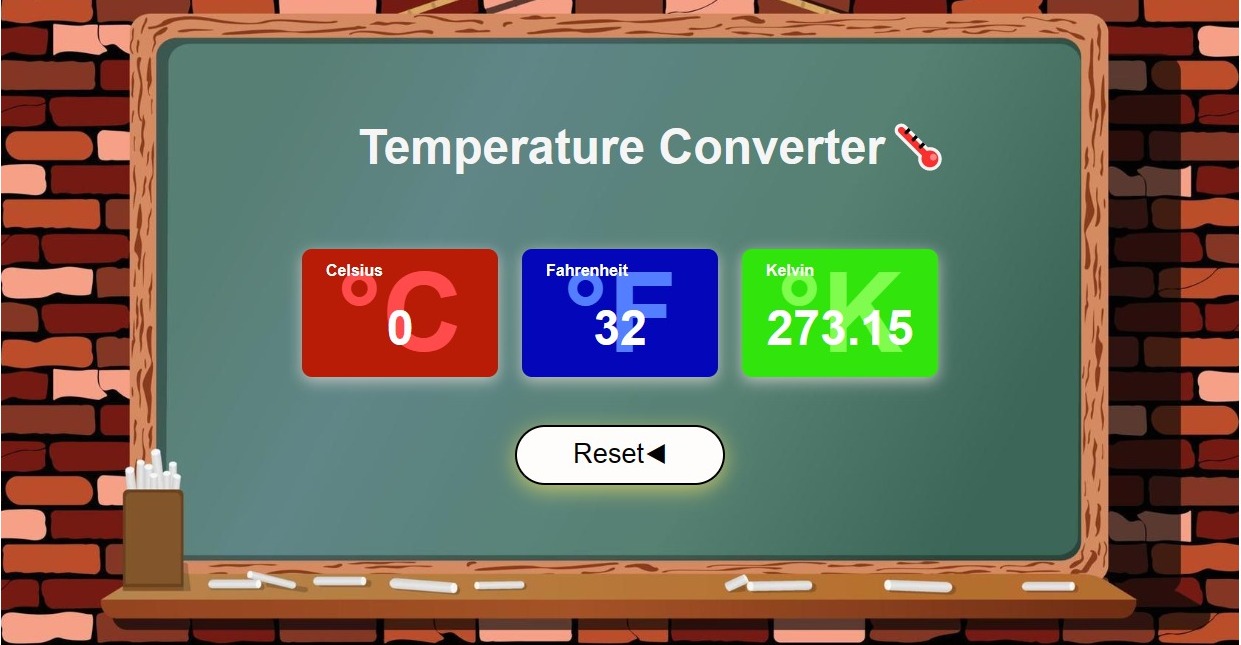 Temperature Converter🌡️
Celsius Fahrenheit Kelvin
°C °F °K
0 32 273.15
Reset◀